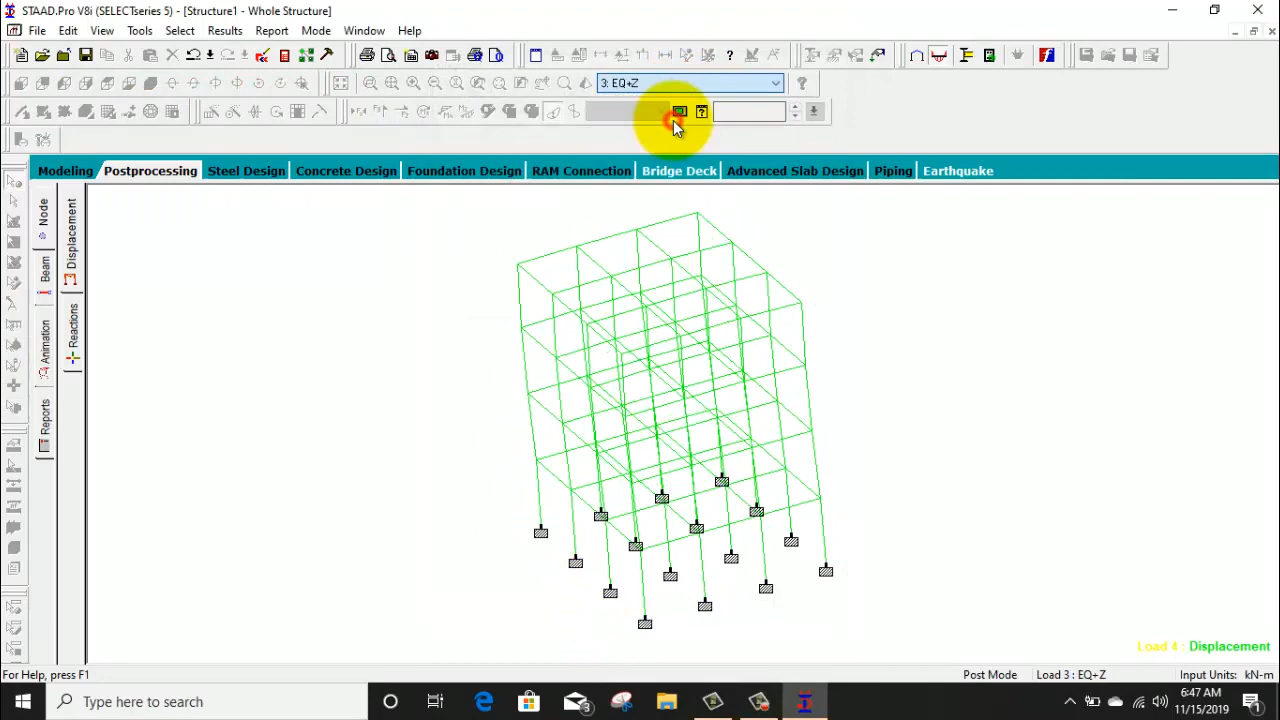 STAAD.Pro V8i (SELECTseries 5) - [Structure1 - Whole Structure]
File Edit View Tools Select Results Report Mode Window Help
3: EQ+Z
Modeling Postprocessing Steel Design Concrete Design Foundation Design RAM Connection Bridge Deck Advanced Slab Design Piping Earthquake
Node
Beam
Animation
Reports
Displacement
Reactions
Load 4 : Displacement
For Help, press F1 Post Mode Load 3 : EQ+Z Input Units: kN-m
Type here to search
3
6:47 AM
11/15/2019
1